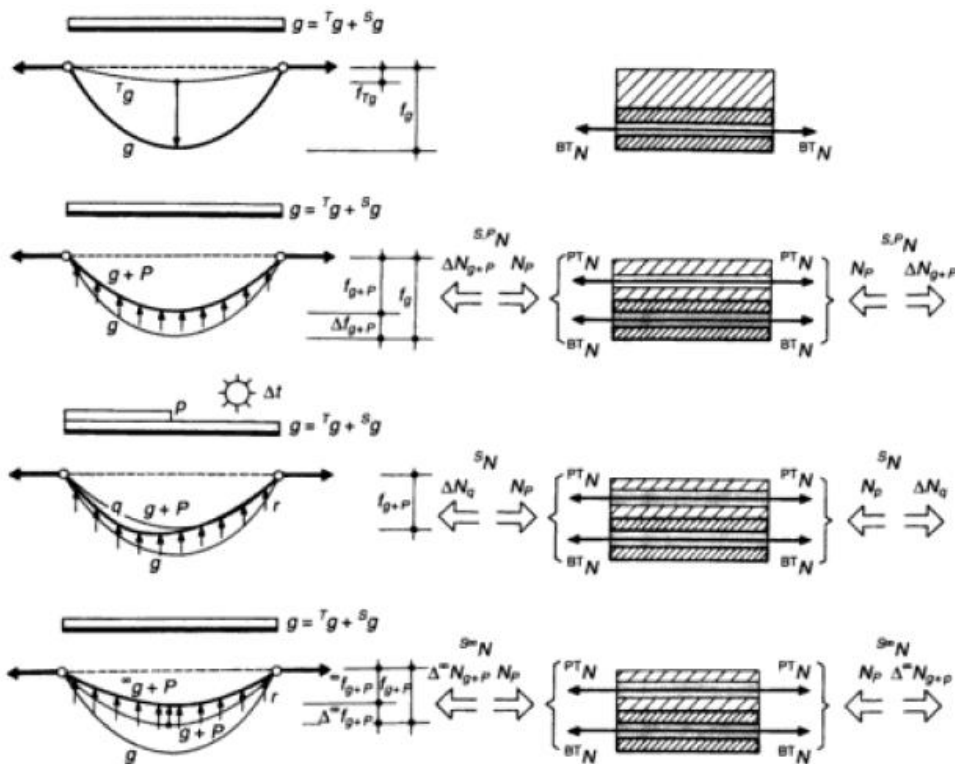 g = ᵀg + ˢg
ᵀg
g
f_Tg
f_g
ᴮᵀN
ᴮᵀN
g = ᵀg + ˢg
g + P
g
f_g+P
Δf_g+P
f_g
ˢ·ᴾN
ΔN_g+P N_P
ᴾᵀN
ᴮᵀN
ᴾᵀN
ᴮᵀN
ˢ·ᴾN
N_P ΔN_g+P
p
Δt
g = ᵀg + ˢg
q
g + P
r
g
f_g+P
ˢN
ΔN_q N_P
ᴾᵀN
ᴮᵀN
ᴾᵀN
ᴮᵀN
ˢN
N_p ΔN_q
g = ᵀg + ˢg
^∞g + P
r
g + P
g
^∞f_g+P
Δ^∞f_g+P
f_g+P
^S∞N
Δ^∞N_g+P N_P
ᴾᵀN
ᴮᵀN
ᴾᵀN
ᴮᵀN
^S∞N
N_P Δ^∞N_g+p